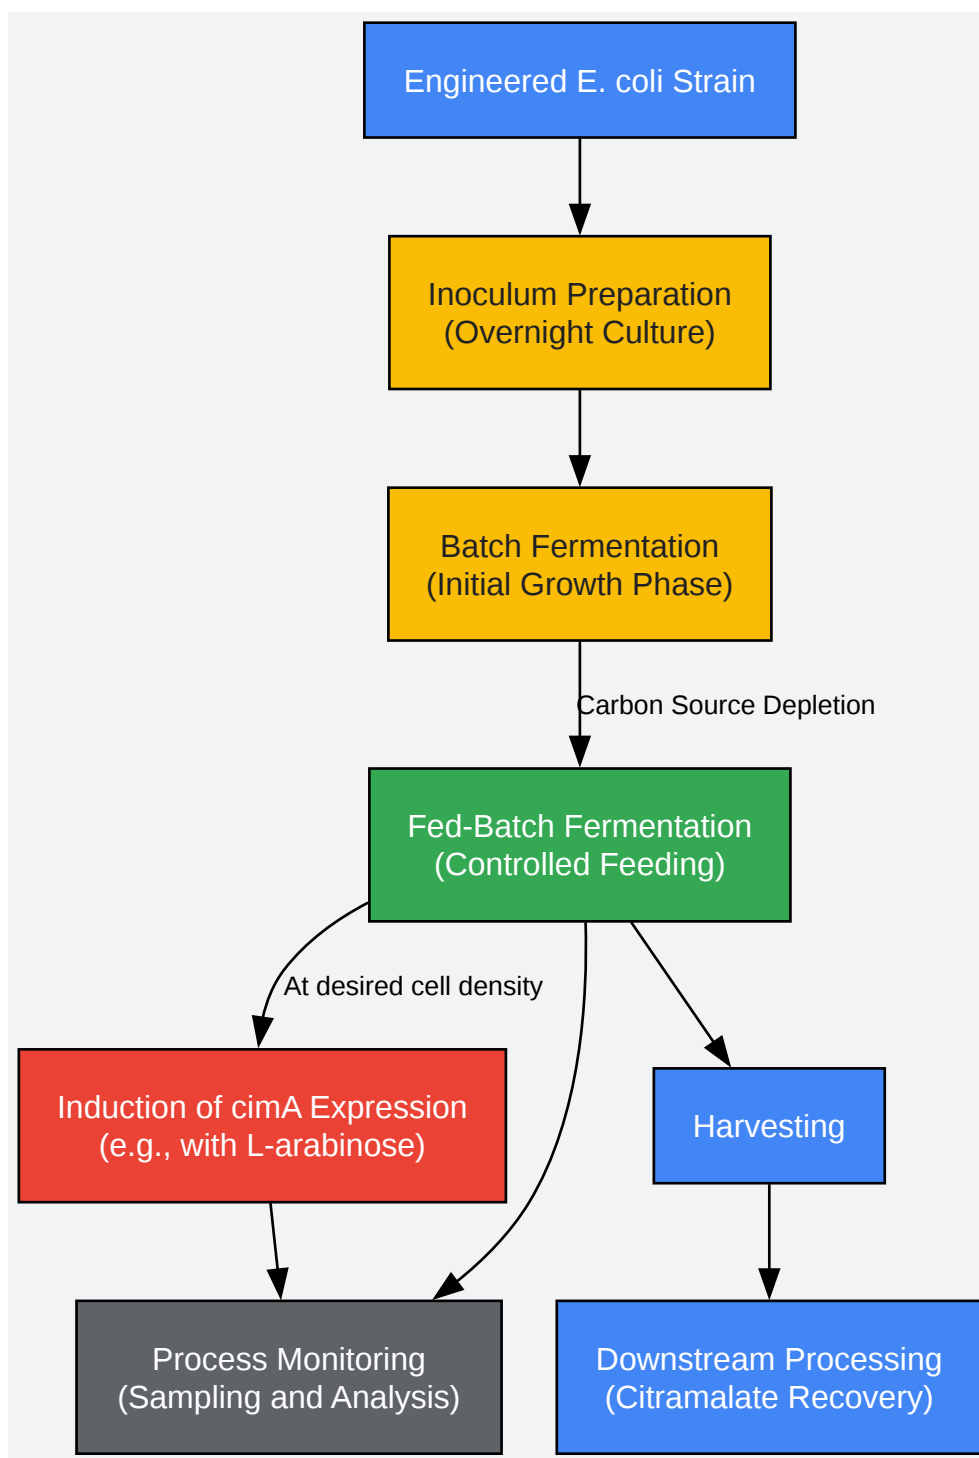 Engineered E. coli Strain
Inoculum Preparation
(Overnight Culture)
Batch Fermentation
(Initial Growth Phase)
Carbon Source Depletion
Fed-Batch Fermentation
(Controlled Feeding)
At desired cell density
Induction of cimA Expression
(e.g., with L-arabinose)
Harvesting
Process Monitoring
(Sampling and Analysis)
Downstream Processing
(Citramalate Recovery)